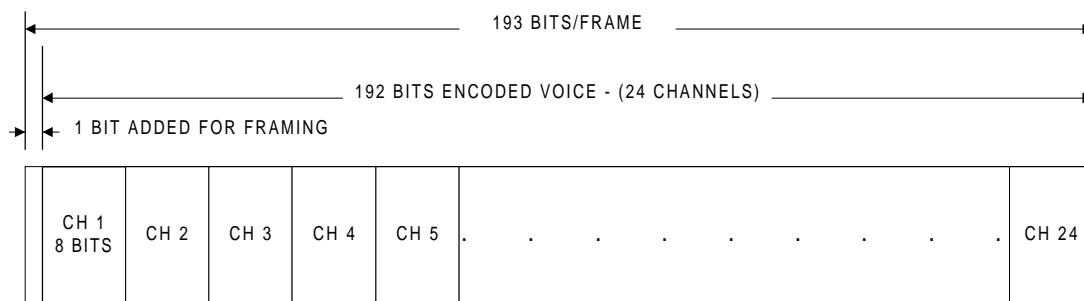 193 BITS/FRAME
192 BITS ENCODED VOICE - (24 CHANNELS)
1 BIT ADDED FOR FRAMING
CH 1
8 BITS
CH 2
CH 3
CH 4
CH 5
. . . . . . . . .
CH 24